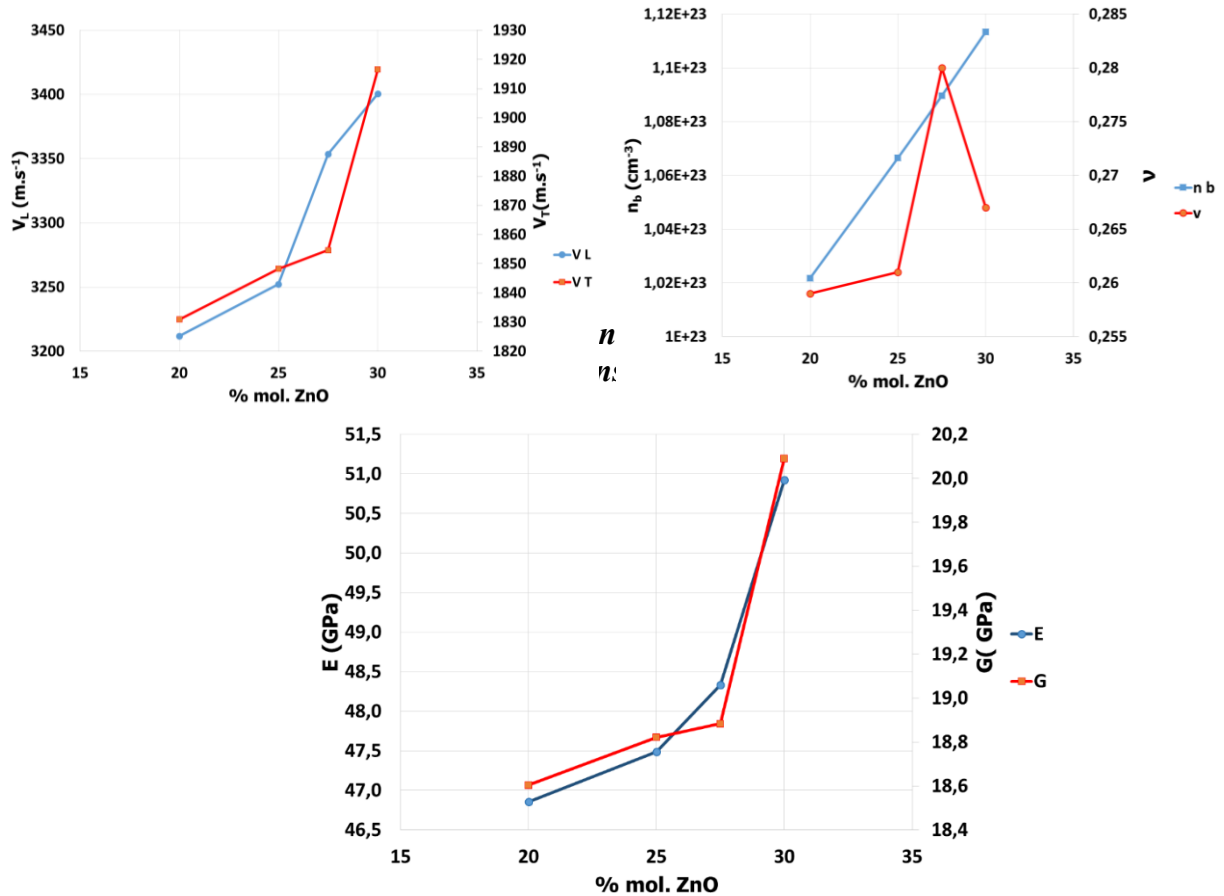 3450
3400
3350
3300
3250
3200
V_L (m.s⁻¹)
1930
1920
1910
1900
1890
1880
1870
1860
1850
1840
1830
1820
V_T(m.s⁻¹)
15 20 25 30 35
% mol. ZnO
V L
V T
n
1,12E+23
1,1E+23
1,08E+23
1,06E+23
1,04E+23
1,02E+23
1E+23
n_b (cm⁻³)
0,285
0,28
0,275
0,27
0,265
0,26
0,255
ν
15 20 25 30 35
% mol. ZnO
n b
ν
51,5
51,0
50,5
50,0
49,5
49,0
48,5
48,0
47,5
47,0
46,5
E (GPa)
20,2
20,0
19,8
19,6
19,4
19,2
19,0
18,8
18,6
18,4
G( GPa)
15 20 25 30 35
% mol. ZnO
E
G